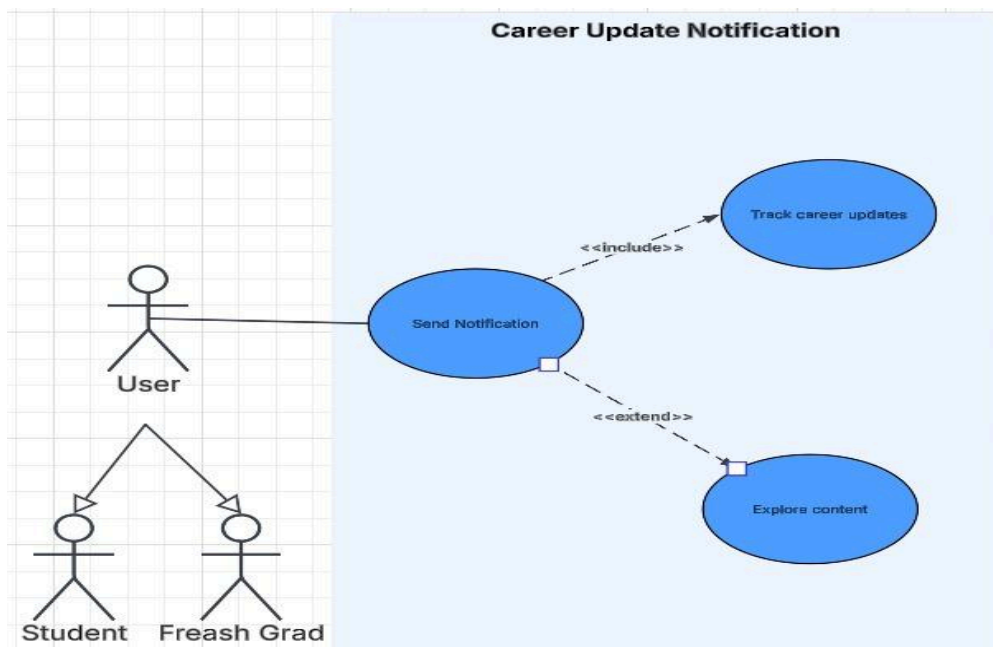 Career Update Notification
Track career updates
<<include>>
Send Notification
User
<<extend>>
Explore content
Student
Freash Grad